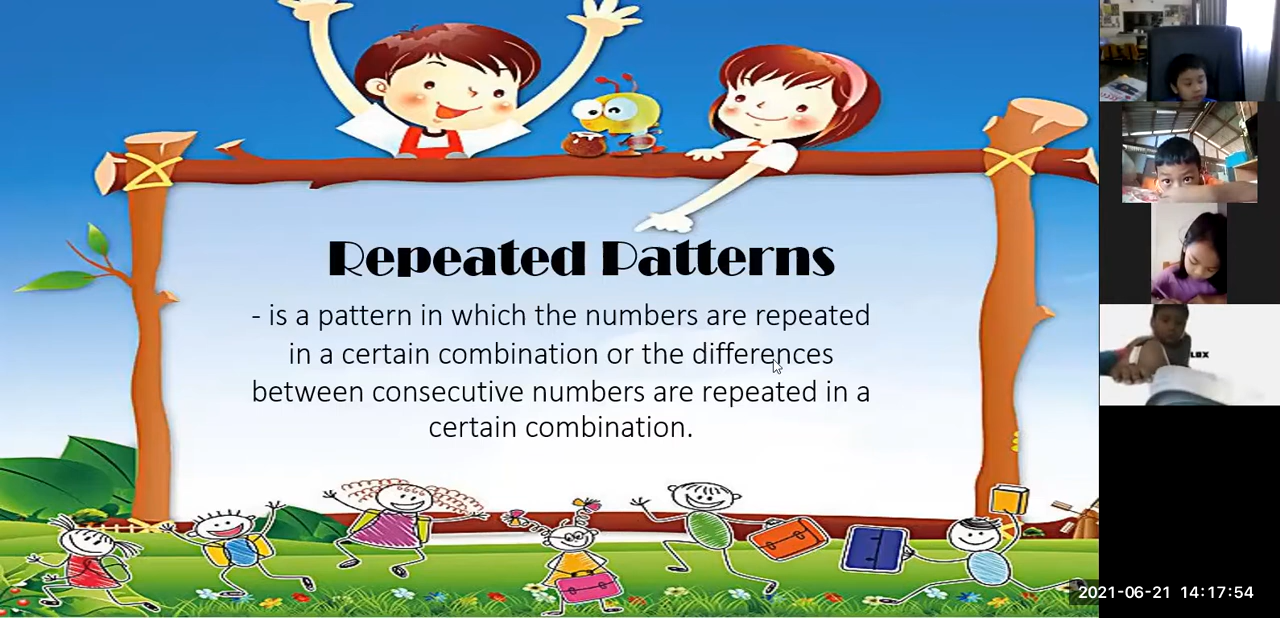 Repeated Patterns
- is a pattern in which the numbers are repeated
in a certain combination or the differences
between consecutive numbers are repeated in a
certain combination.
2021-06-21 14:17:54